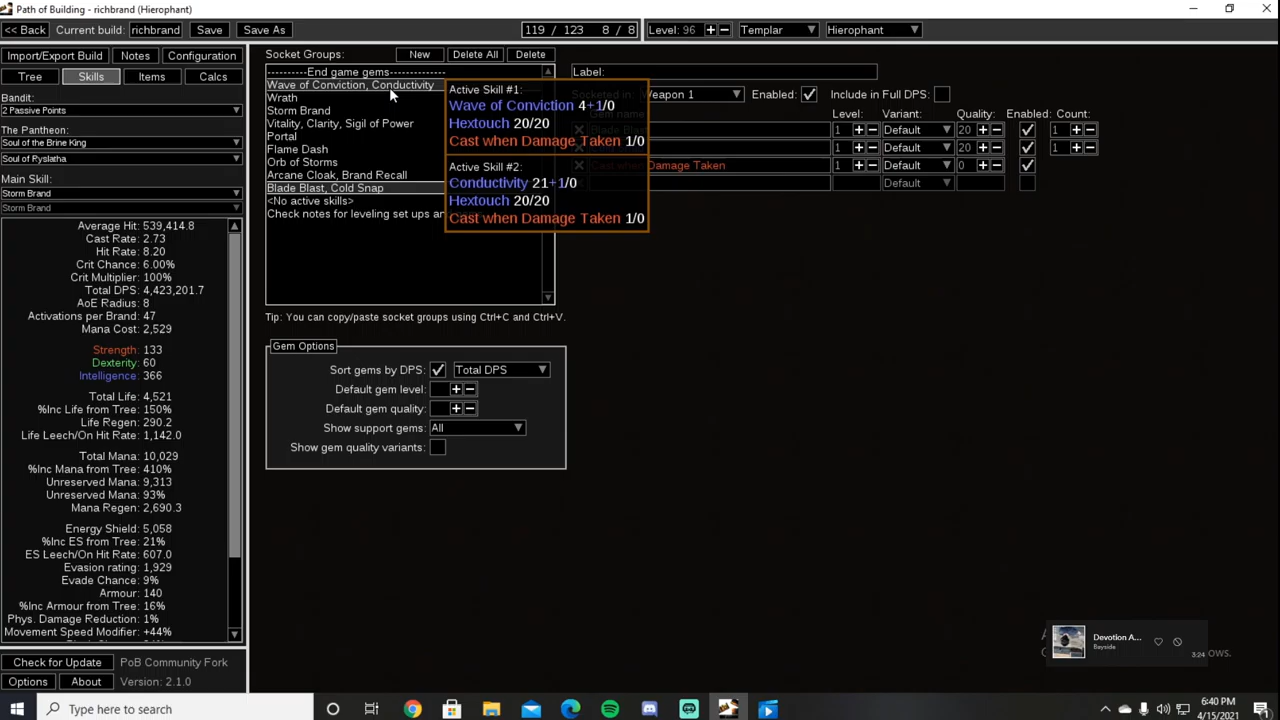 Path of Building - richbrand (Hierophant)
<< Back Current build: richbrand Save Save As 119 / 123 8 / 8 Level: 96 + - Templar Hierophant
Import/Export Build Notes Configuration
Tree Skills Items Calcs
Bandit:
2 Passive Points
The Pantheon:
Soul of the Brine King
Soul of Ryslatha
Main Skill:
Storm Brand
Storm Brand
Average Hit: 539,414.8
Cast Rate: 2.73
Hit Rate: 8.20
Crit Chance: 6.00%
Crit Multiplier: 100%
Total DPS: 4,423,201.7
AoE Radius: 8
Activations per Brand: 47
Mana Cost: 2,529
Strength: 133
Dexterity: 60
Intelligence: 366
Total Life: 4,521
%Inc Life from Tree: 150%
Life Regen: 290.2
Life Leech/On Hit Rate: 1,142.0
Total Mana: 10,029
%Inc Mana from Tree: 410%
Unreserved Mana: 9,313
Unreserved Mana: 93%
Mana Regen: 2,690.3
Energy Shield: 5,058
%Inc ES from Tree: 21%
ES Leech/On Hit Rate: 607.0
Evasion rating: 1,929
Evade Chance: 9%
Armour: 140
%Inc Armour from Tree: 16%
Phys. Damage Reduction: 1%
Movement Speed Modifier: +44%
Check for Update PoB Community Fork
Options About Version: 2.1.0
Socket Groups: New Delete All Delete
----------End game gems-------------
Wave of Conviction, Conductivity
Wrath
Storm Brand
Vitality, Clarity, Sigil of Power
Portal
Flame Dash
Orb of Storms
Arcane Cloak, Brand Recall
Blade Blast, Cold Snap
<No active skills>
Check notes for leveling set ups an
Tip: You can copy/paste socket groups using Ctrl+C and Ctrl+V.
Gem Options
Sort gems by DPS: Total DPS
Default gem level: + -
Default gem quality: + -
Show support gems: All
Show gem quality variants:
Active Skill #1:
Wave of Conviction 4+1/0
Hextouch 20/20
Cast when Damage Taken 1/0
Active Skill #2:
Conductivity 21+1/0
Hextouch 20/20
Cast when Damage Taken 1/0
Label:
Weapon 1 Enabled: Include in Full DPS:
Level: Variant: Quality: Enabled: Count:
1 + - Default 20 + - 1 + -
1 + - Default 20 + - 1 + -
Damage Taken 1 + - Default 0 + -
Default
Devotion A...
Bayside
3:24
ows.
Type here to search
6:40 PM
4/15/2021